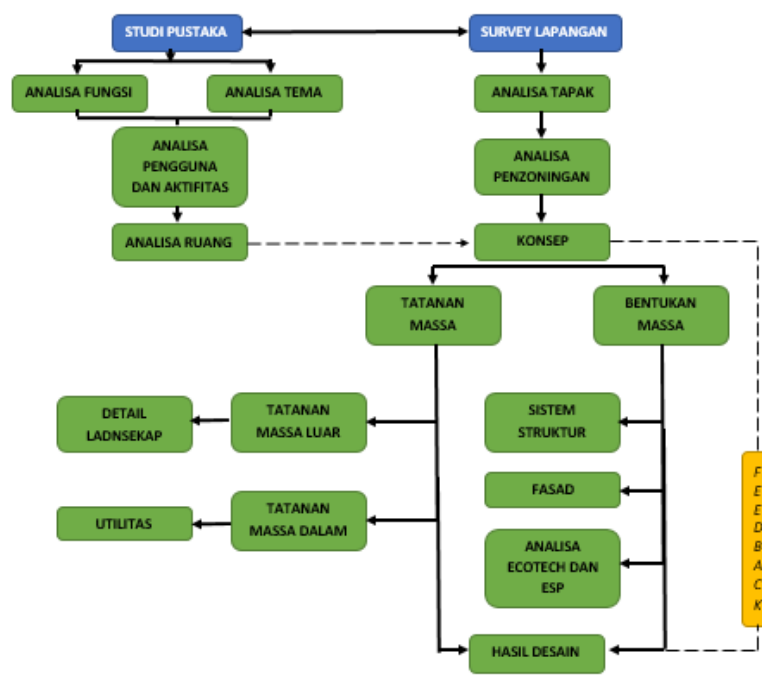 STUDI PUSTAKA
SURVEY LAPANGAN
ANALISA FUNGSI
ANALISA TEMA
ANALISA TAPAK
ANALISA
PENGGUNA
DAN AKTIFITAS
ANALISA
PENZONINGAN
ANALISA RUANG
KONSEP
TATANAN
MASSA
BENTUKAN
MASSA
DETAIL
LADNSEKAP
TATANAN
MASSA LUAR
SISTEM
STRUKTUR
FASAD
UTILITAS
TATANAN
MASSA DALAM
ANALISA
ECOTECH DAN
ESP
HASIL DESAIN
F
E
E
D
B
A
C
K